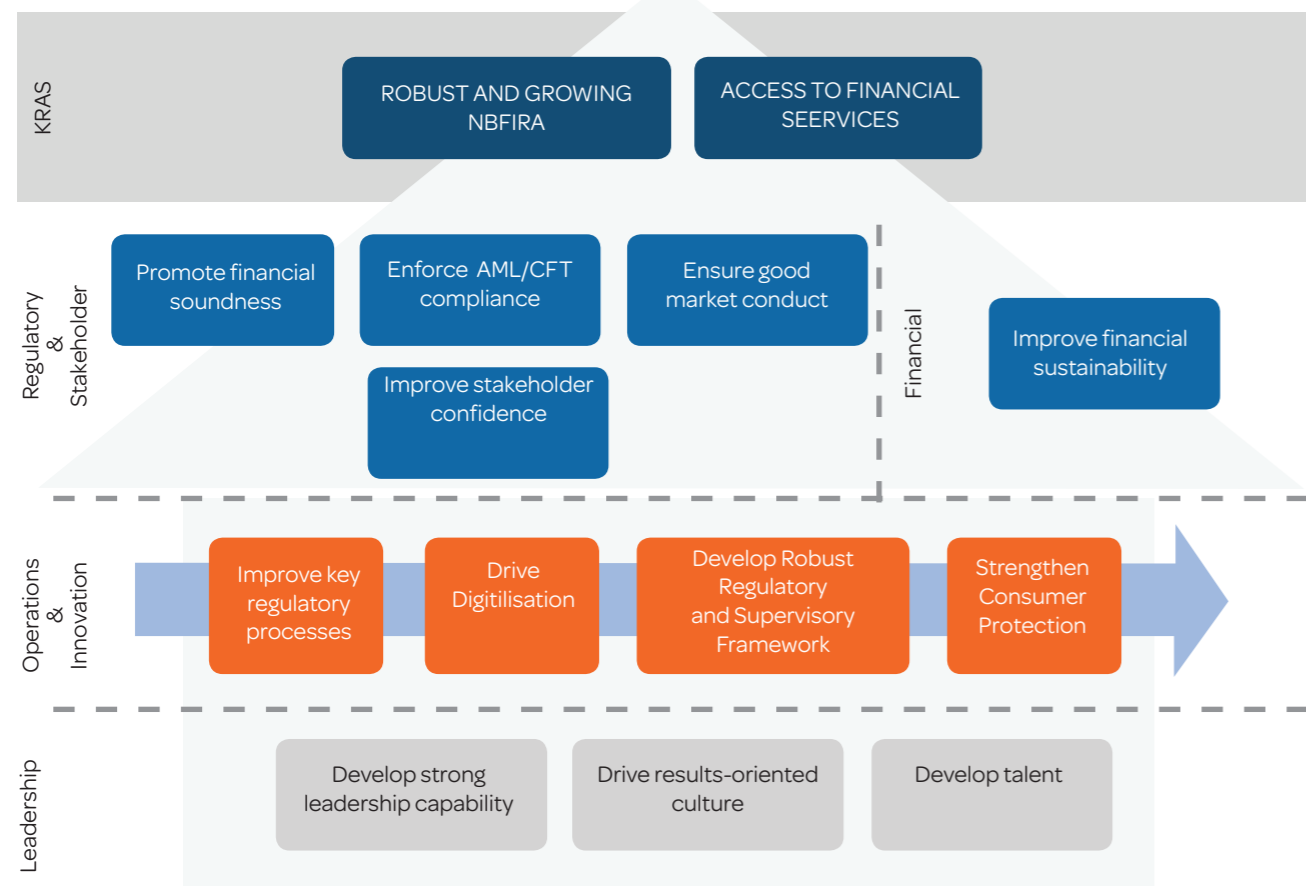 KRAS
ROBUST AND GROWING
NBFIRA
ACCESS TO FINANCIAL
SEERVICES
Regulatory
&
Stakeholder
Promote financial
soundness
Enforce AML/CFT
compliance
Ensure good
market conduct
Improve stakeholder
confidence
Financial
Improve financial
sustainability
Operations
&
Innovation
Improve key
regulatory
processes
Drive
Digitilisation
Develop Robust
Regulatory
and Supervisory
Framework
Strengthen
Consumer
Protection
Leadership
Develop strong
leadership capability
Drive results-oriented
culture
Develop talent